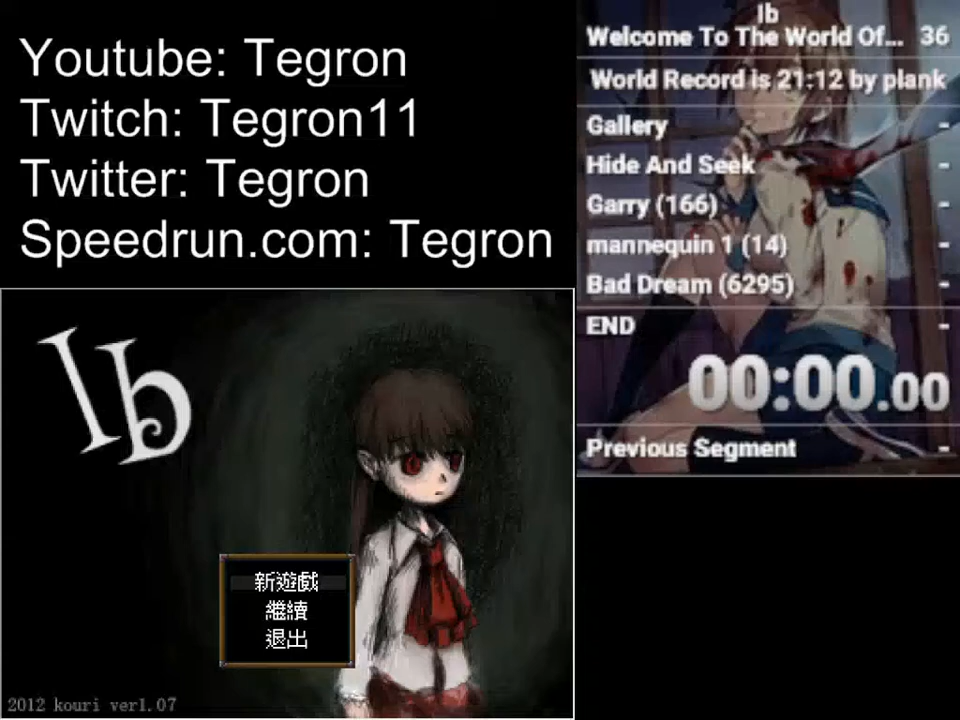 Youtube: Tegron
Twitch: Tegron11
Twitter: Tegron
Speedrun.com: Tegron
Ib
新遊戲
繼續
退出
2012 kouri ver1.07
Ib
Welcome To The World Of... 36
World Record is 21:12 by plank
Gallery -
Hide And Seek -
Garry (166) -
mannequin 1 (14) -
Bad Dream (6295) -
END -
00:00.00
Previous Segment -